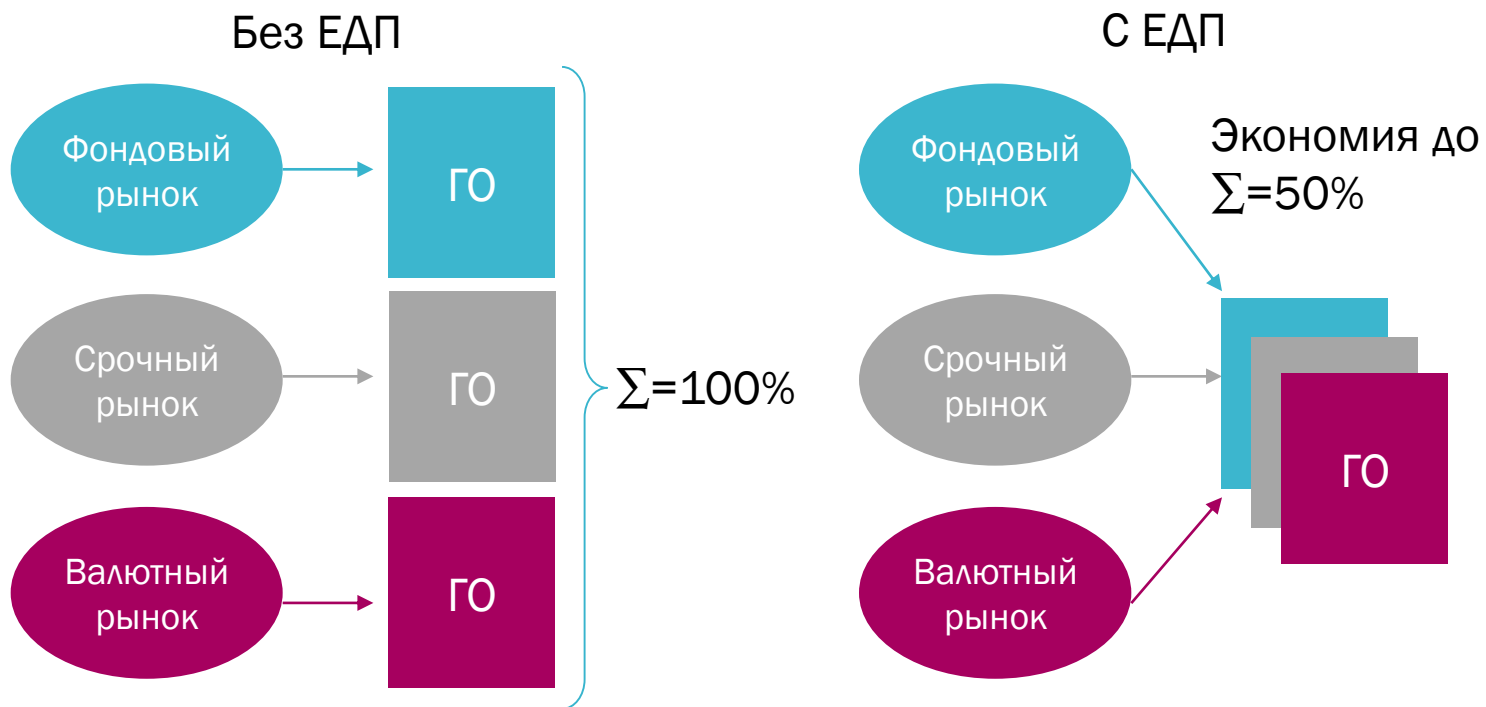 Без ЕДП
Фондовый
рынок
ГО
Срочный
рынок
ГО
Валютный
рынок
ГО
∑=100%
С ЕДП
Фондовый
рынок
Экономия до
∑=50%
Срочный
рынок
ГО
Валютный
рынок